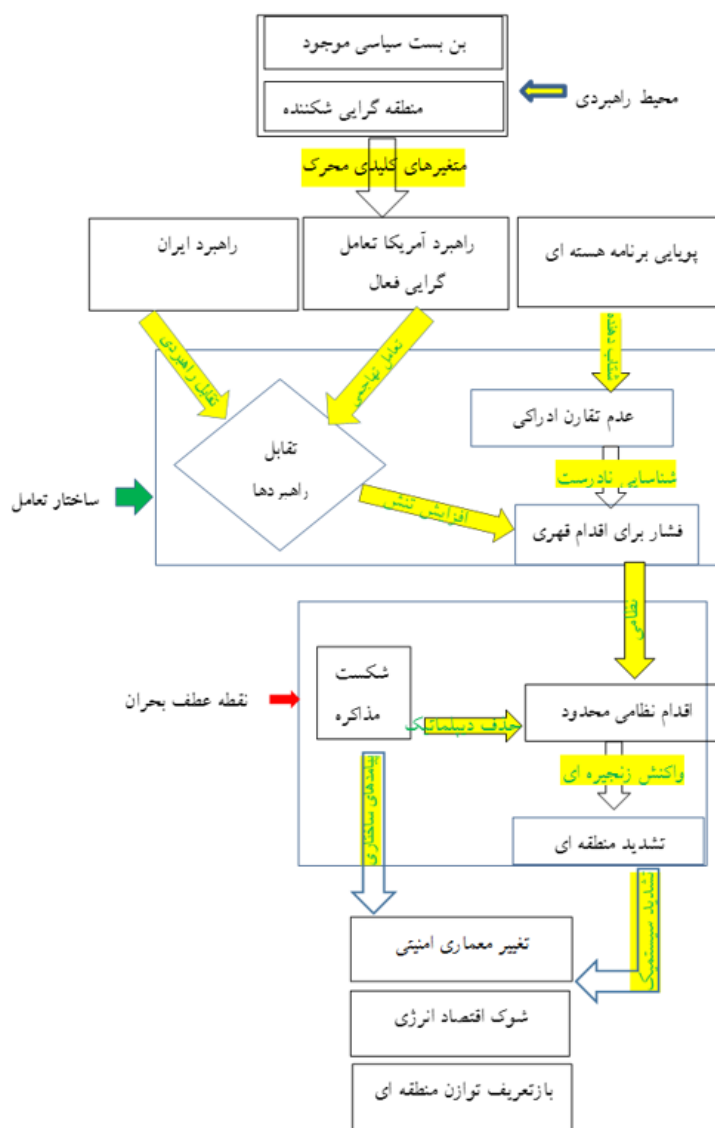 بن بست سیاسی موجود
منطقه گرایی شکننده
محیط راهبردی
متغیرهای کلیدی محرک
پویایی برنامه هسته ای
راهبرد آمریکا تعامل
گرایی فعال
راهبرد ایران
شتاب دهنده
تعامل تهاجمی
تقابل راهبردی
عدم تقارن ادراکی
تقابل
راهبردها
شناسایی نادرست
ساختار تعامل
افزایش تنش
فشار برای اقدام قهری
نظامی
شکست
مذاکره
نقطه عطف بحران
حذف دیپلماتیک
اقدام نظامی محدود
واکنش زنجیره ای
پیامدهای ساختاری
تشدید منطقه ای
تشدید سیستمیک
تغییر معماری امنیتی
شوک اقتصاد انرژی
بازتعریف توازن منطقه ای